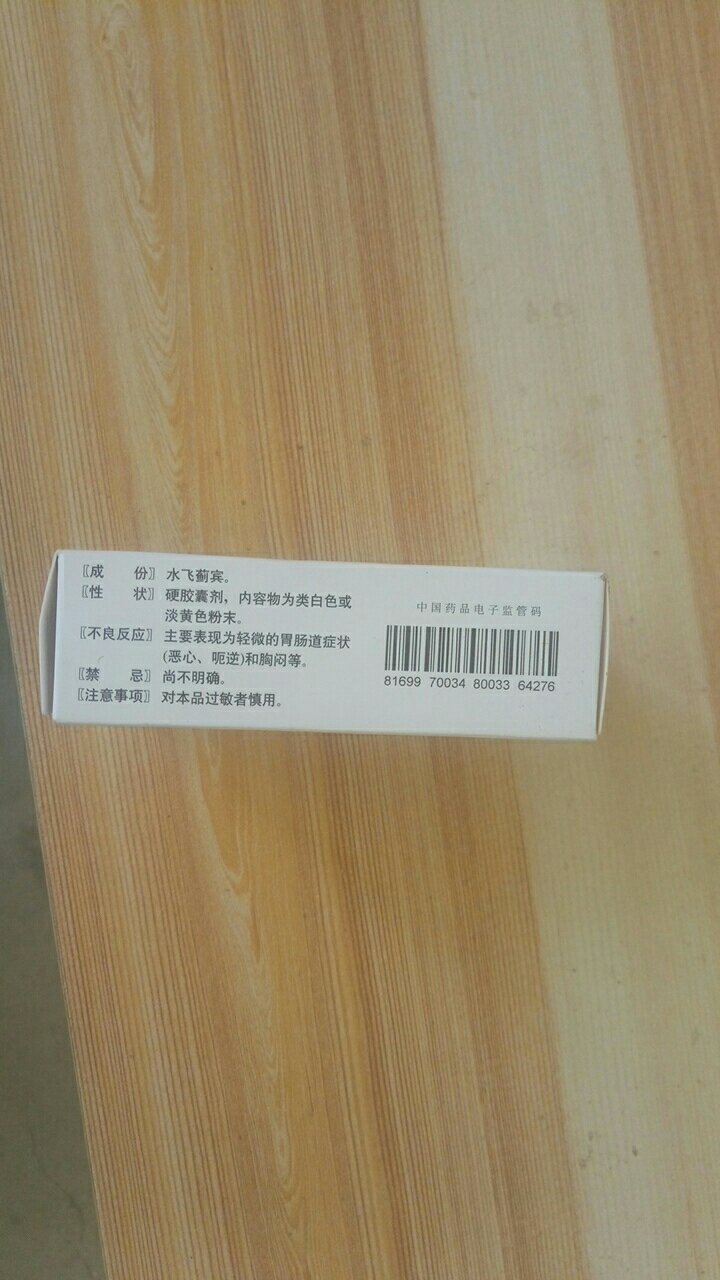 〖成　份〗 水飞蓟宾。
〖性　状〗 硬胶囊剂，内容物为类白色或
淡黄色粉末。
〖不良反应〗 主要表现为轻微的胃肠道症状
(恶心、呃逆)和胸闷等。
〖禁　忌〗 尚不明确。
〖注意事项〗 对本品过敏者慎用。
中国药品电子监管码
81699 70034 80033 64276